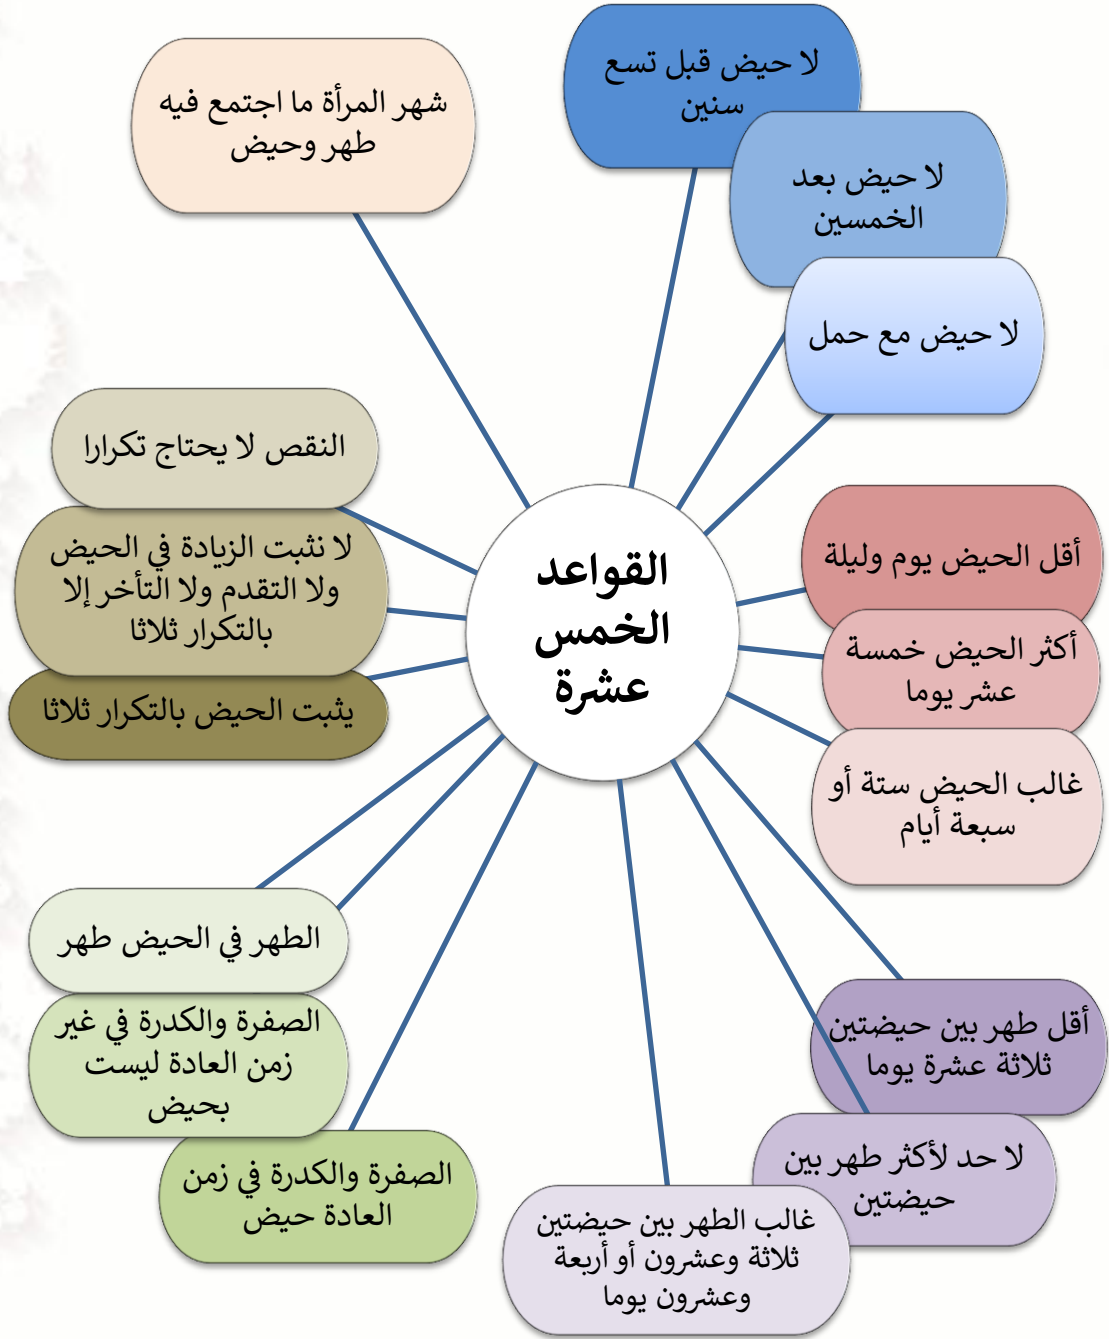 القواعد
الخمس
عشرة
لا حيض قبل تسع
سنين
لا حيض بعد
الخمسين
لا حيض مع حمل
أقل الحيض يوم وليلة
أكثر الحيض خمسة
عشر يوما
غالب الحيض ستة أو
سبعة أيام
أقل طهر بين حيضتين
ثلاثة عشرة يوما
لا حد لأكثر طهر بين
حيضتين
غالب الطهر بين حيضتين
ثلاثة وعشرون أو أربعة
وعشرون يوما
الصفرة والكدرة في زمن
العادة حيض
الصفرة والكدرة في غير
زمن العادة ليست
بحيض
الطهر في الحيض طهر
يثبت الحيض بالتكرار ثلاثا
لا نثبت الزيادة في الحيض
ولا التقدم ولا التأخر إلا
بالتكرار ثلاثا
النقص لا يحتاج تكرارا
شهر المرأة ما اجتمع فيه
طهر وحيض